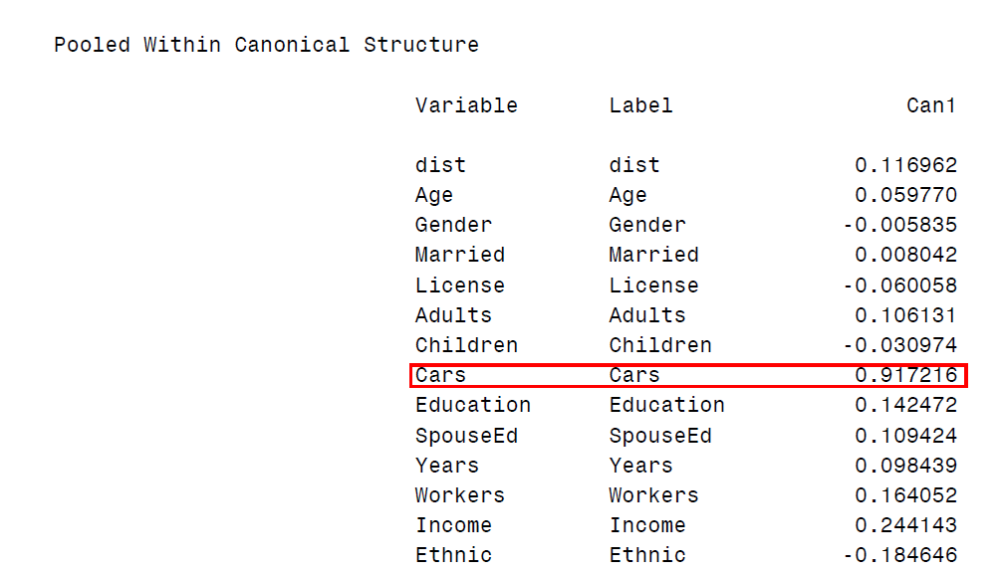 Pooled Within Canonical Structure
Variable Label Can1
dist dist 0.116962
Age Age 0.059770
Gender Gender -0.005835
Married Married 0.008042
License License -0.060058
Adults Adults 0.106131
Children Children -0.030974
Cars Cars 0.917216
Education Education 0.142472
SpouseEd SpouseEd 0.109424
Years Years 0.098439
Workers Workers 0.164052
Income Income 0.244143
Ethnic Ethnic -0.184646